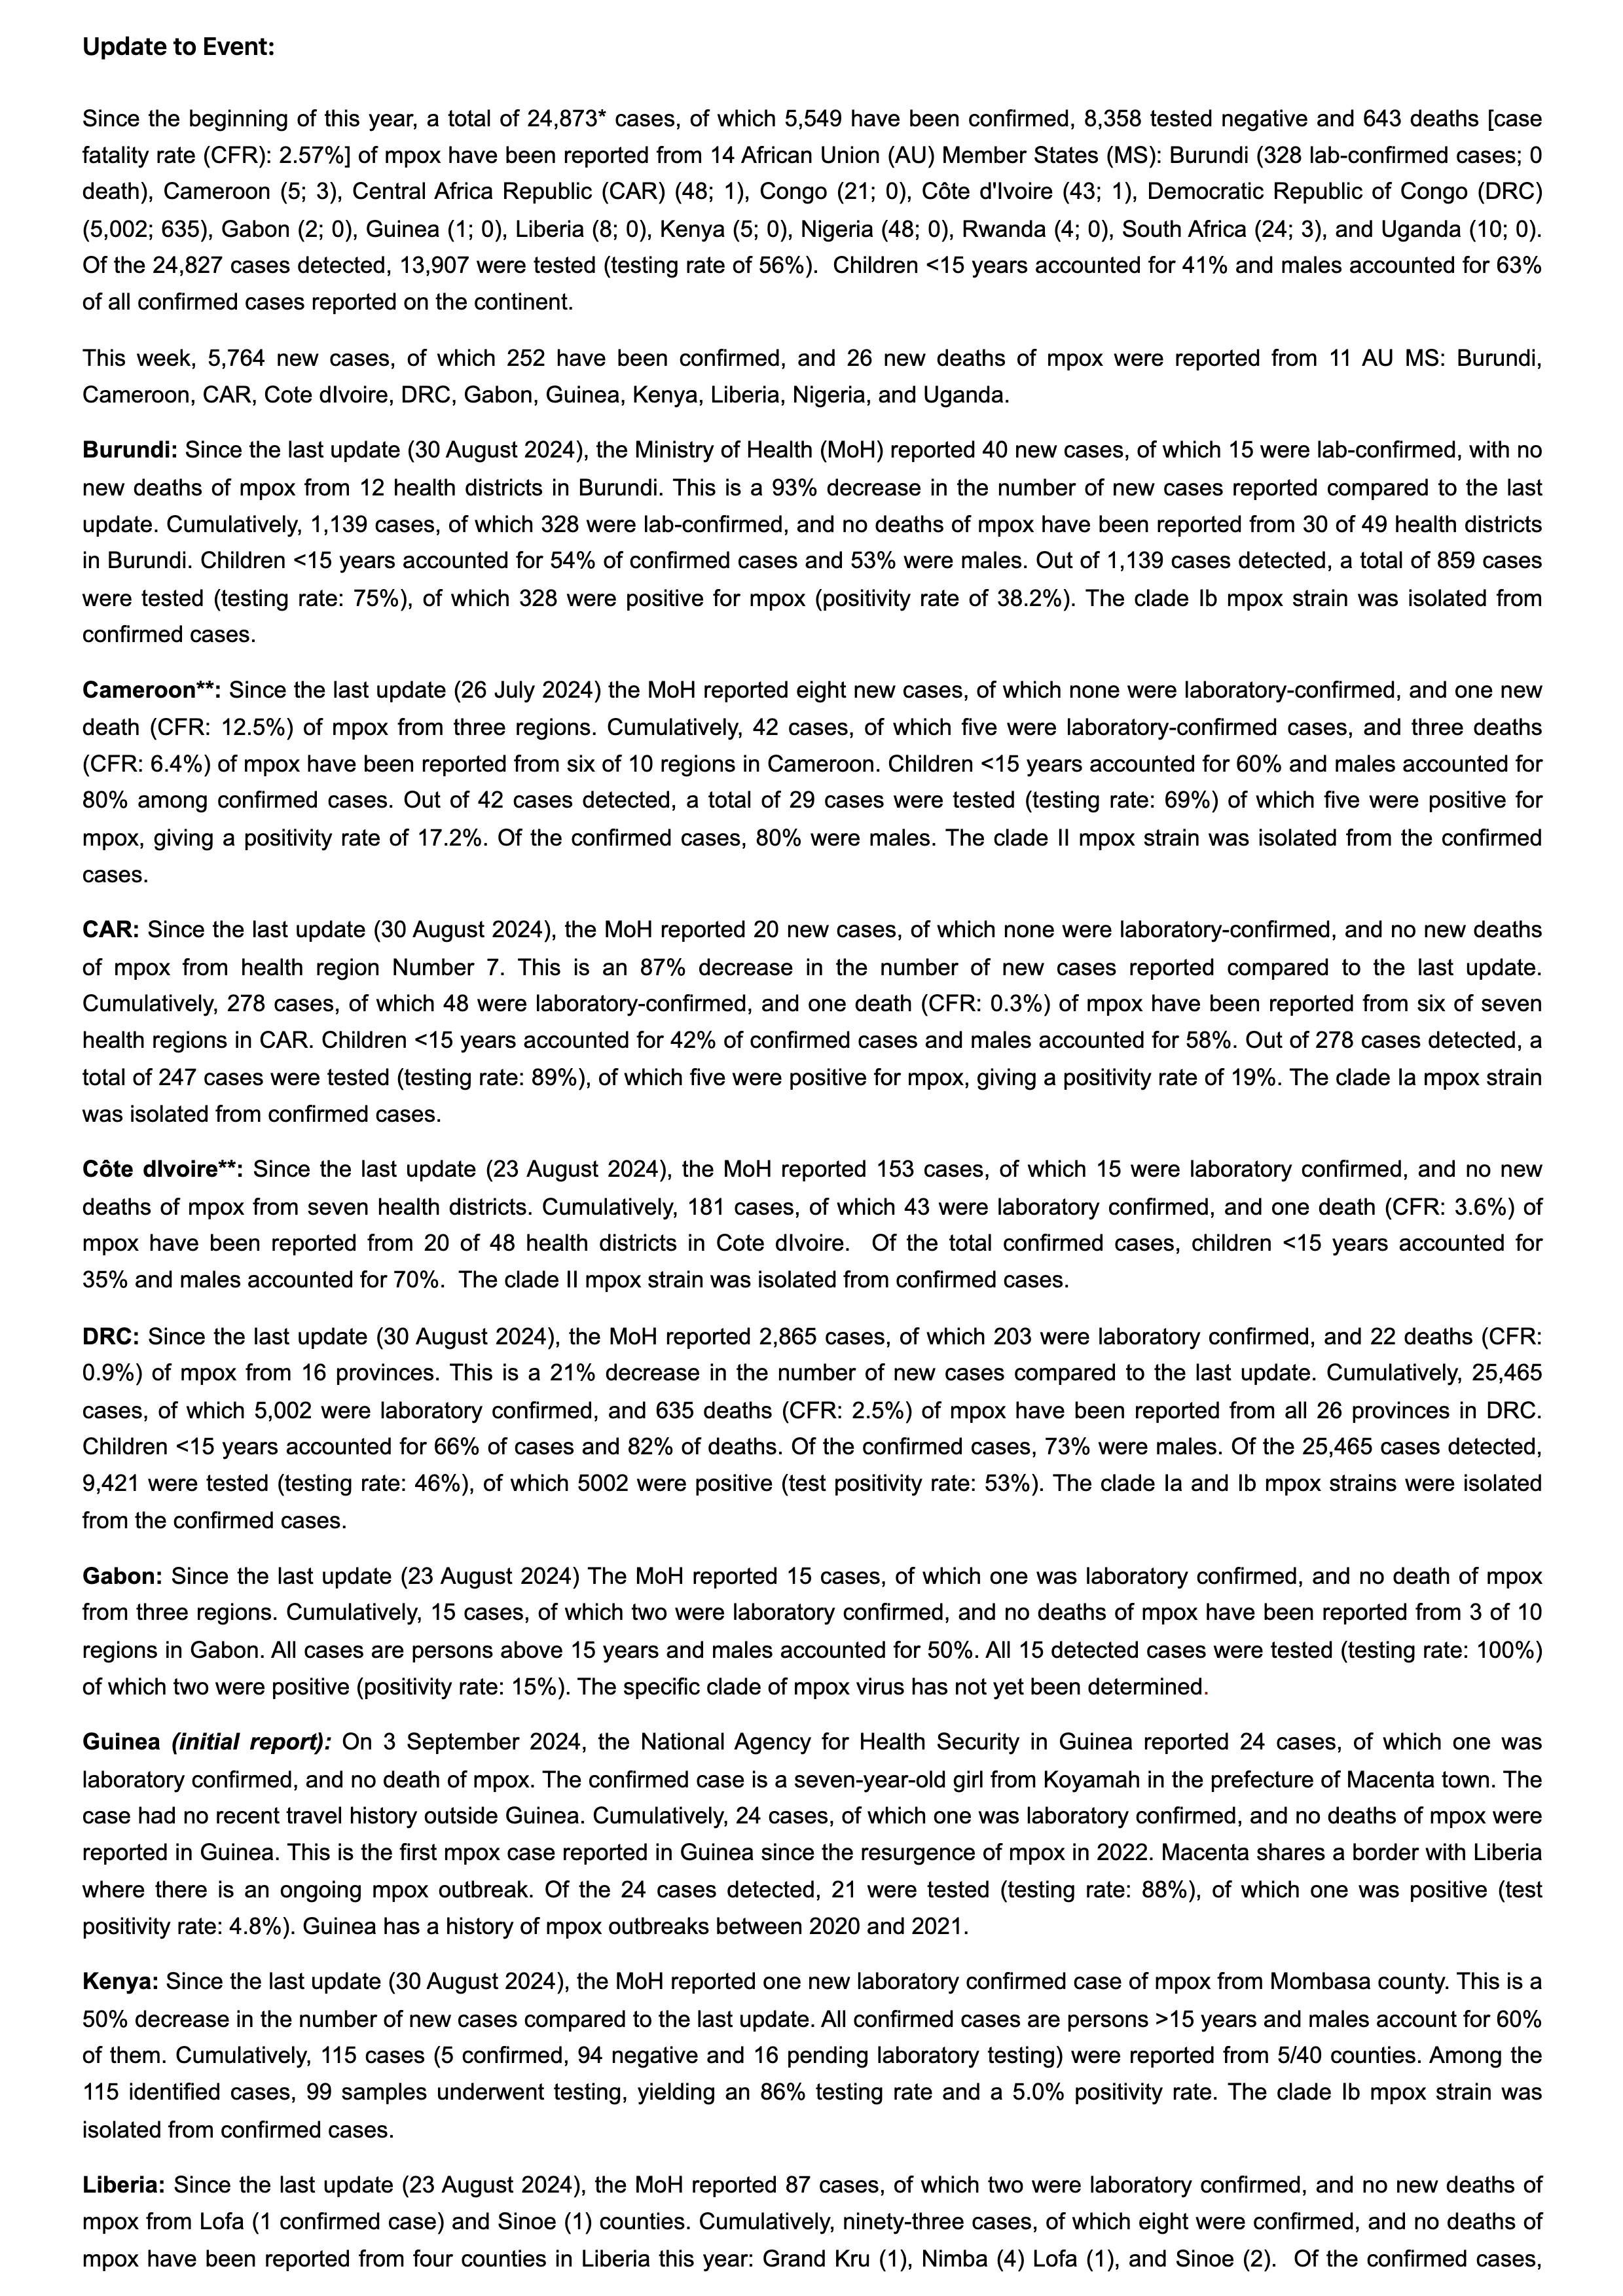 Update to Event:
Since the beginning of this year, a total of 24,873* cases, of which 5,549 have been confirmed, 8,358 tested negative and 643 deaths [case
fatality rate (CFR): 2.57%] of mpox have been reported from 14 African Union (AU) Member States (MS): Burundi (328 lab-confirmed cases; 0
death), Cameroon (5; 3), Central Africa Republic (CAR) (48; 1), Congo (21; 0), Côte d'Ivoire (43; 1), Democratic Republic of Congo (DRC)
(5,002; 635), Gabon (2; 0), Guinea (1; 0), Liberia (8; 0), Kenya (5; 0), Nigeria (48; 0), Rwanda (4; 0), South Africa (24; 3), and Uganda (10; 0).
Of the 24,827 cases detected, 13,907 were tested (testing rate of 56%).  Children <15 years accounted for 41% and males accounted for 63%
of all confirmed cases reported on the continent.
This week, 5,764 new cases, of which 252 have been confirmed, and 26 new deaths of mpox were reported from 11 AU MS: Burundi,
Cameroon, CAR, Cote dIvoire, DRC, Gabon, Guinea, Kenya, Liberia, Nigeria, and Uganda.
Burundi: Since the last update (30 August 2024), the Ministry of Health (MoH) reported 40 new cases, of which 15 were lab-confirmed, with no
new deaths of mpox from 12 health districts in Burundi. This is a 93% decrease in the number of new cases reported compared to the last
update. Cumulatively, 1,139 cases, of which 328 were lab-confirmed, and no deaths of mpox have been reported from 30 of 49 health districts
in Burundi. Children <15 years accounted for 54% of confirmed cases and 53% were males. Out of 1,139 cases detected, a total of 859 cases
were tested (testing rate: 75%), of which 328 were positive for mpox (positivity rate of 38.2%). The clade Ib mpox strain was isolated from
confirmed cases.
Cameroon**: Since the last update (26 July 2024) the MoH reported eight new cases, of which none were laboratory-confirmed, and one new
death (CFR: 12.5%) of mpox from three regions. Cumulatively, 42 cases, of which five were laboratory-confirmed cases, and three deaths
(CFR: 6.4%) of mpox have been reported from six of 10 regions in Cameroon. Children <15 years accounted for 60% and males accounted for
80% among confirmed cases. Out of 42 cases detected, a total of 29 cases were tested (testing rate: 69%) of which five were positive for
mpox, giving a positivity rate of 17.2%. Of the confirmed cases, 80% were males. The clade II mpox strain was isolated from the confirmed
cases.
CAR: Since the last update (30 August 2024), the MoH reported 20 new cases, of which none were laboratory-confirmed, and no new deaths
of mpox from health region Number 7. This is an 87% decrease in the number of new cases reported compared to the last update.
Cumulatively, 278 cases, of which 48 were laboratory-confirmed, and one death (CFR: 0.3%) of mpox have been reported from six of seven
health regions in CAR. Children <15 years accounted for 42% of confirmed cases and males accounted for 58%. Out of 278 cases detected, a
total of 247 cases were tested (testing rate: 89%), of which five were positive for mpox, giving a positivity rate of 19%. The clade Ia mpox strain
was isolated from confirmed cases.
Côte dIvoire**: Since the last update (23 August 2024), the MoH reported 153 cases, of which 15 were laboratory confirmed, and no new
deaths of mpox from seven health districts. Cumulatively, 181 cases, of which 43 were laboratory confirmed, and one death (CFR: 3.6%) of
mpox have been reported from 20 of 48 health districts in Cote dIvoire.  Of the total confirmed cases, children <15 years accounted for
35% and males accounted for 70%.  The clade II mpox strain was isolated from confirmed cases.
DRC: Since the last update (30 August 2024), the MoH reported 2,865 cases, of which 203 were laboratory confirmed, and 22 deaths (CFR:
0.9%) of mpox from 16 provinces. This is a 21% decrease in the number of new cases compared to the last update. Cumulatively, 25,465
cases, of which 5,002 were laboratory confirmed, and 635 deaths (CFR: 2.5%) of mpox have been reported from all 26 provinces in DRC.
Children <15 years accounted for 66% of cases and 82% of deaths. Of the confirmed cases, 73% were males. Of the 25,465 cases detected,
9,421 were tested (testing rate: 46%), of which 5002 were positive (test positivity rate: 53%). The clade Ia and Ib mpox strains were isolated
from the confirmed cases.
Gabon: Since the last update (23 August 2024) The MoH reported 15 cases, of which one was laboratory confirmed, and no death of mpox
from three regions. Cumulatively, 15 cases, of which two were laboratory confirmed, and no deaths of mpox have been reported from 3 of 10
regions in Gabon. All cases are persons above 15 years and males accounted for 50%. All 15 detected cases were tested (testing rate: 100%)
of which two were positive (positivity rate: 15%). The specific clade of mpox virus has not yet been determined.
Guinea (initial report): On 3 September 2024, the National Agency for Health Security in Guinea reported 24 cases, of which one was
laboratory confirmed, and no death of mpox. The confirmed case is a seven-year-old girl from Koyamah in the prefecture of Macenta town. The
case had no recent travel history outside Guinea. Cumulatively, 24 cases, of which one was laboratory confirmed, and no deaths of mpox were
reported in Guinea. This is the first mpox case reported in Guinea since the resurgence of mpox in 2022. Macenta shares a border with Liberia
where there is an ongoing mpox outbreak. Of the 24 cases detected, 21 were tested (testing rate: 88%), of which one was positive (test
positivity rate: 4.8%). Guinea has a history of mpox outbreaks between 2020 and 2021.
Kenya: Since the last update (30 August 2024), the MoH reported one new laboratory confirmed case of mpox from Mombasa county. This is a
50% decrease in the number of new cases compared to the last update. All confirmed cases are persons >15 years and males account for 60%
of them. Cumulatively, 115 cases (5 confirmed, 94 negative and 16 pending laboratory testing) were reported from 5/40 counties. Among the
115 identified cases, 99 samples underwent testing, yielding an 86% testing rate and a 5.0% positivity rate. The clade Ib mpox strain was
isolated from confirmed cases.
Liberia: Since the last update (23 August 2024), the MoH reported 87 cases, of which two were laboratory confirmed, and no new deaths of
mpox from Lofa (1 confirmed case) and Sinoe (1) counties. Cumulatively, ninety-three cases, of which eight were confirmed, and no deaths of
mpox have been reported from four counties in Liberia this year: Grand Kru (1), Nimba (4) Lofa (1), and Sinoe (2).  Of the confirmed cases,